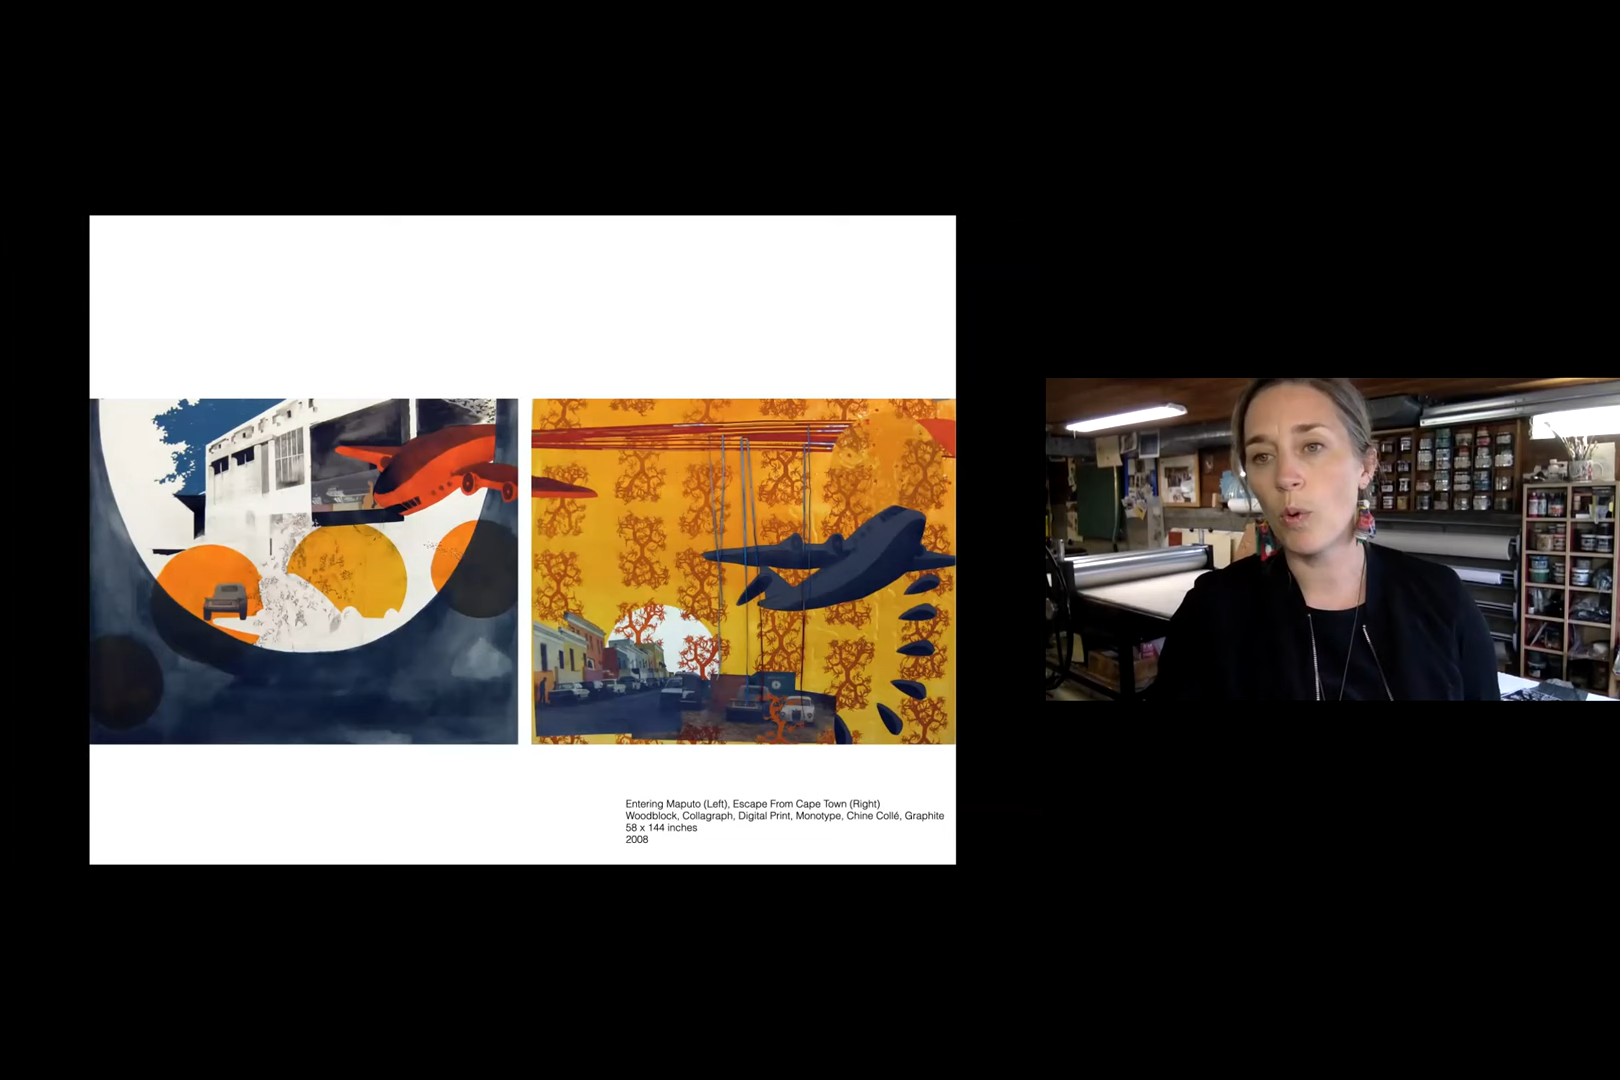 Entering Maputo (Left), Escape From Cape Town (Right)
Woodblock, Collagraph, Digital Print, Monotype, Chine Collé, Graphite
58 x 144 inches
2008